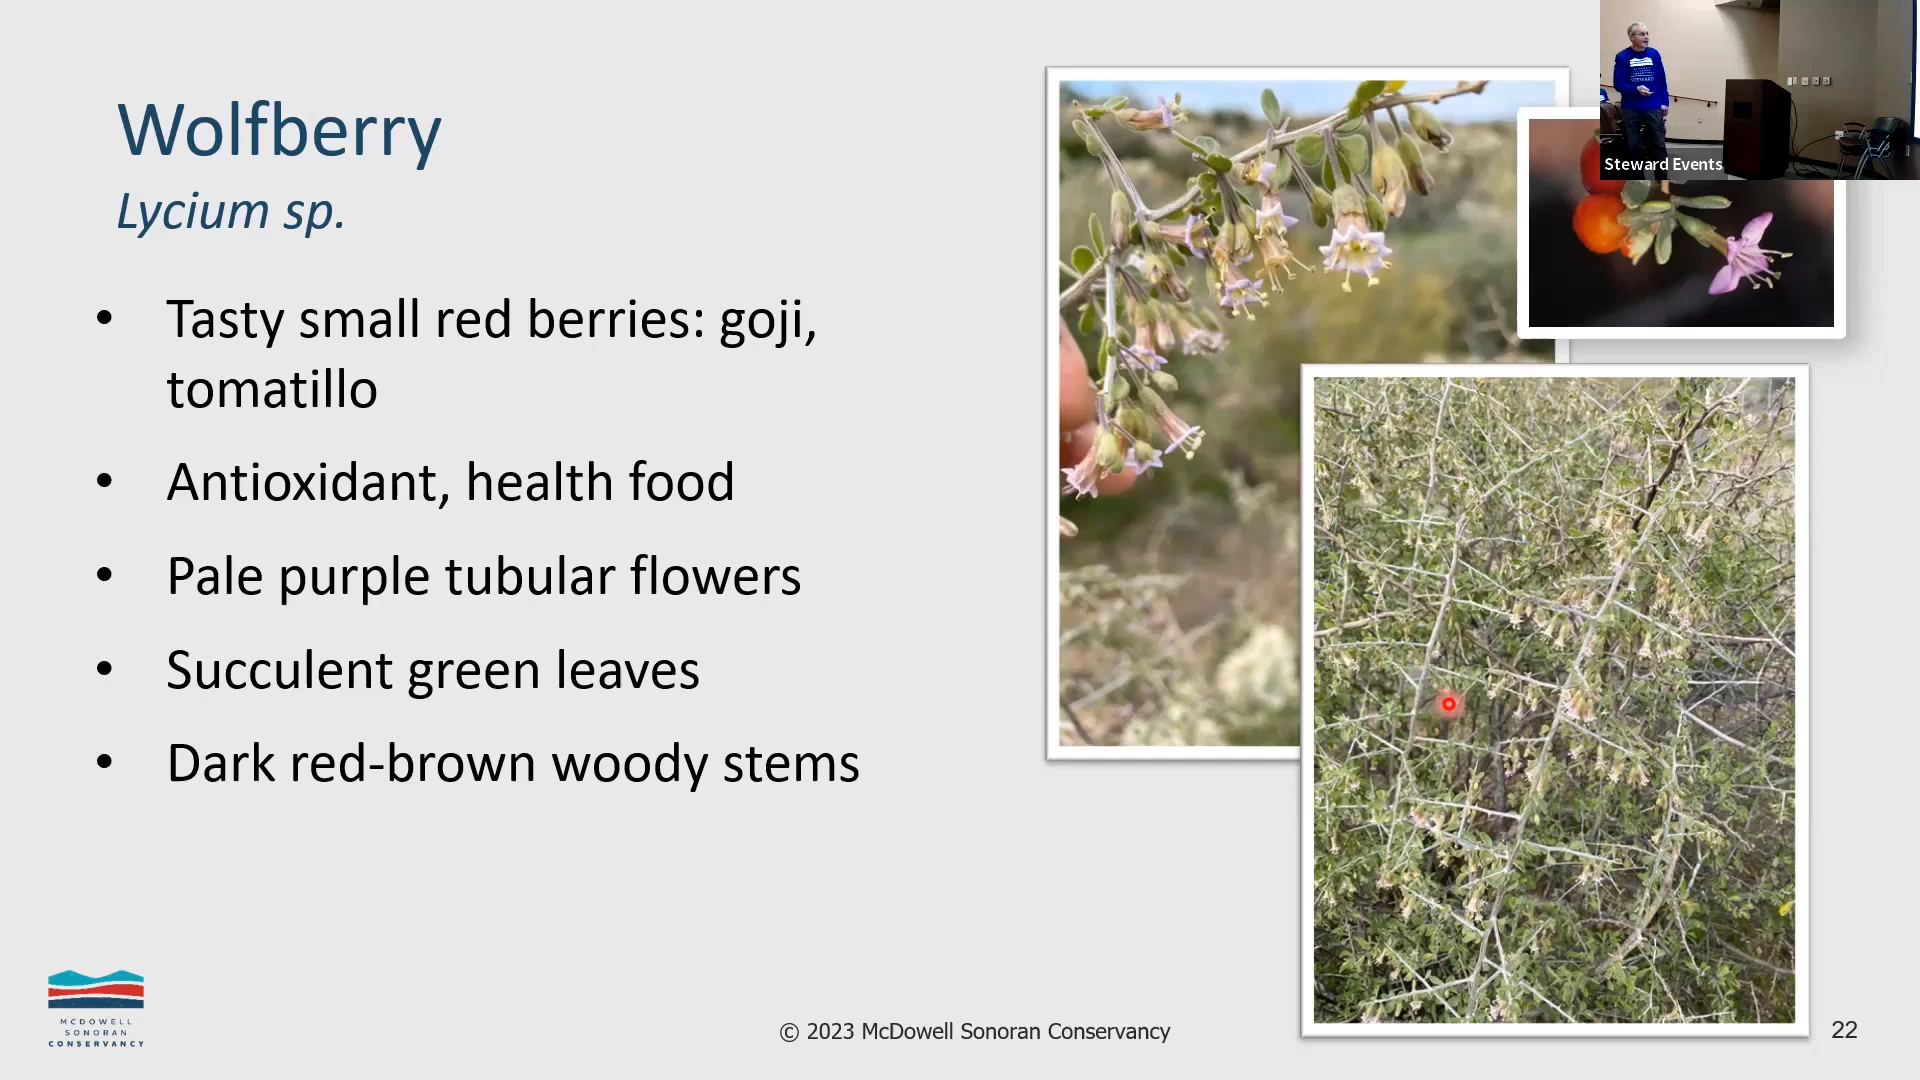 Wolfberry
Lycium sp.
• Tasty small red berries: goji,
tomatillo
• Antioxidant, health food
• Pale purple tubular flowers
• Succulent green leaves
• Dark red-brown woody stems
STEWARD
Steward Events
MCDOWELL
SONORAN
CONSERVANCY
© 2023 McDowell Sonoran Conservancy
22